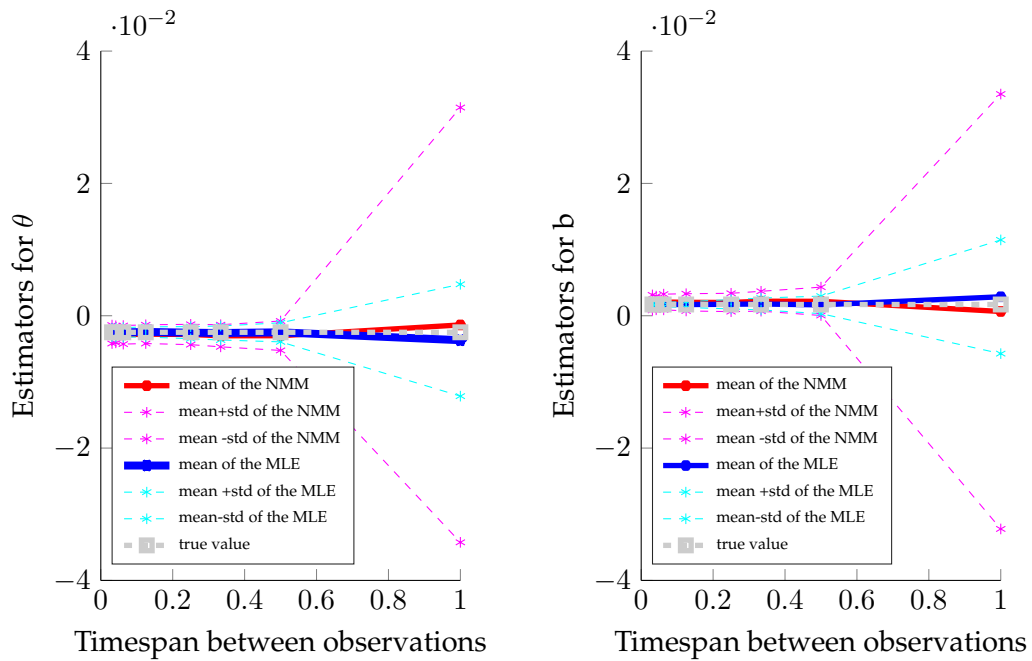 ·10⁻²
4
2
0
−2
−4
0
0.2
0.4
0.6
0.8
1
Timespan between observations
Estimators for θ
mean of the NMM
mean+std of the NMM
mean -std of the NMM
mean of the MLE
mean +std of the MLE
mean-std of the MLE
true value
·10⁻²
4
2
0
−2
−4
0
0.2
0.4
0.6
0.8
1
Timespan between observations
Estimators for b
mean of the NMM
mean+std of the NMM
mean -std of the NMM
mean of the MLE
mean +std of the MLE
mean-std of the MLE
true value